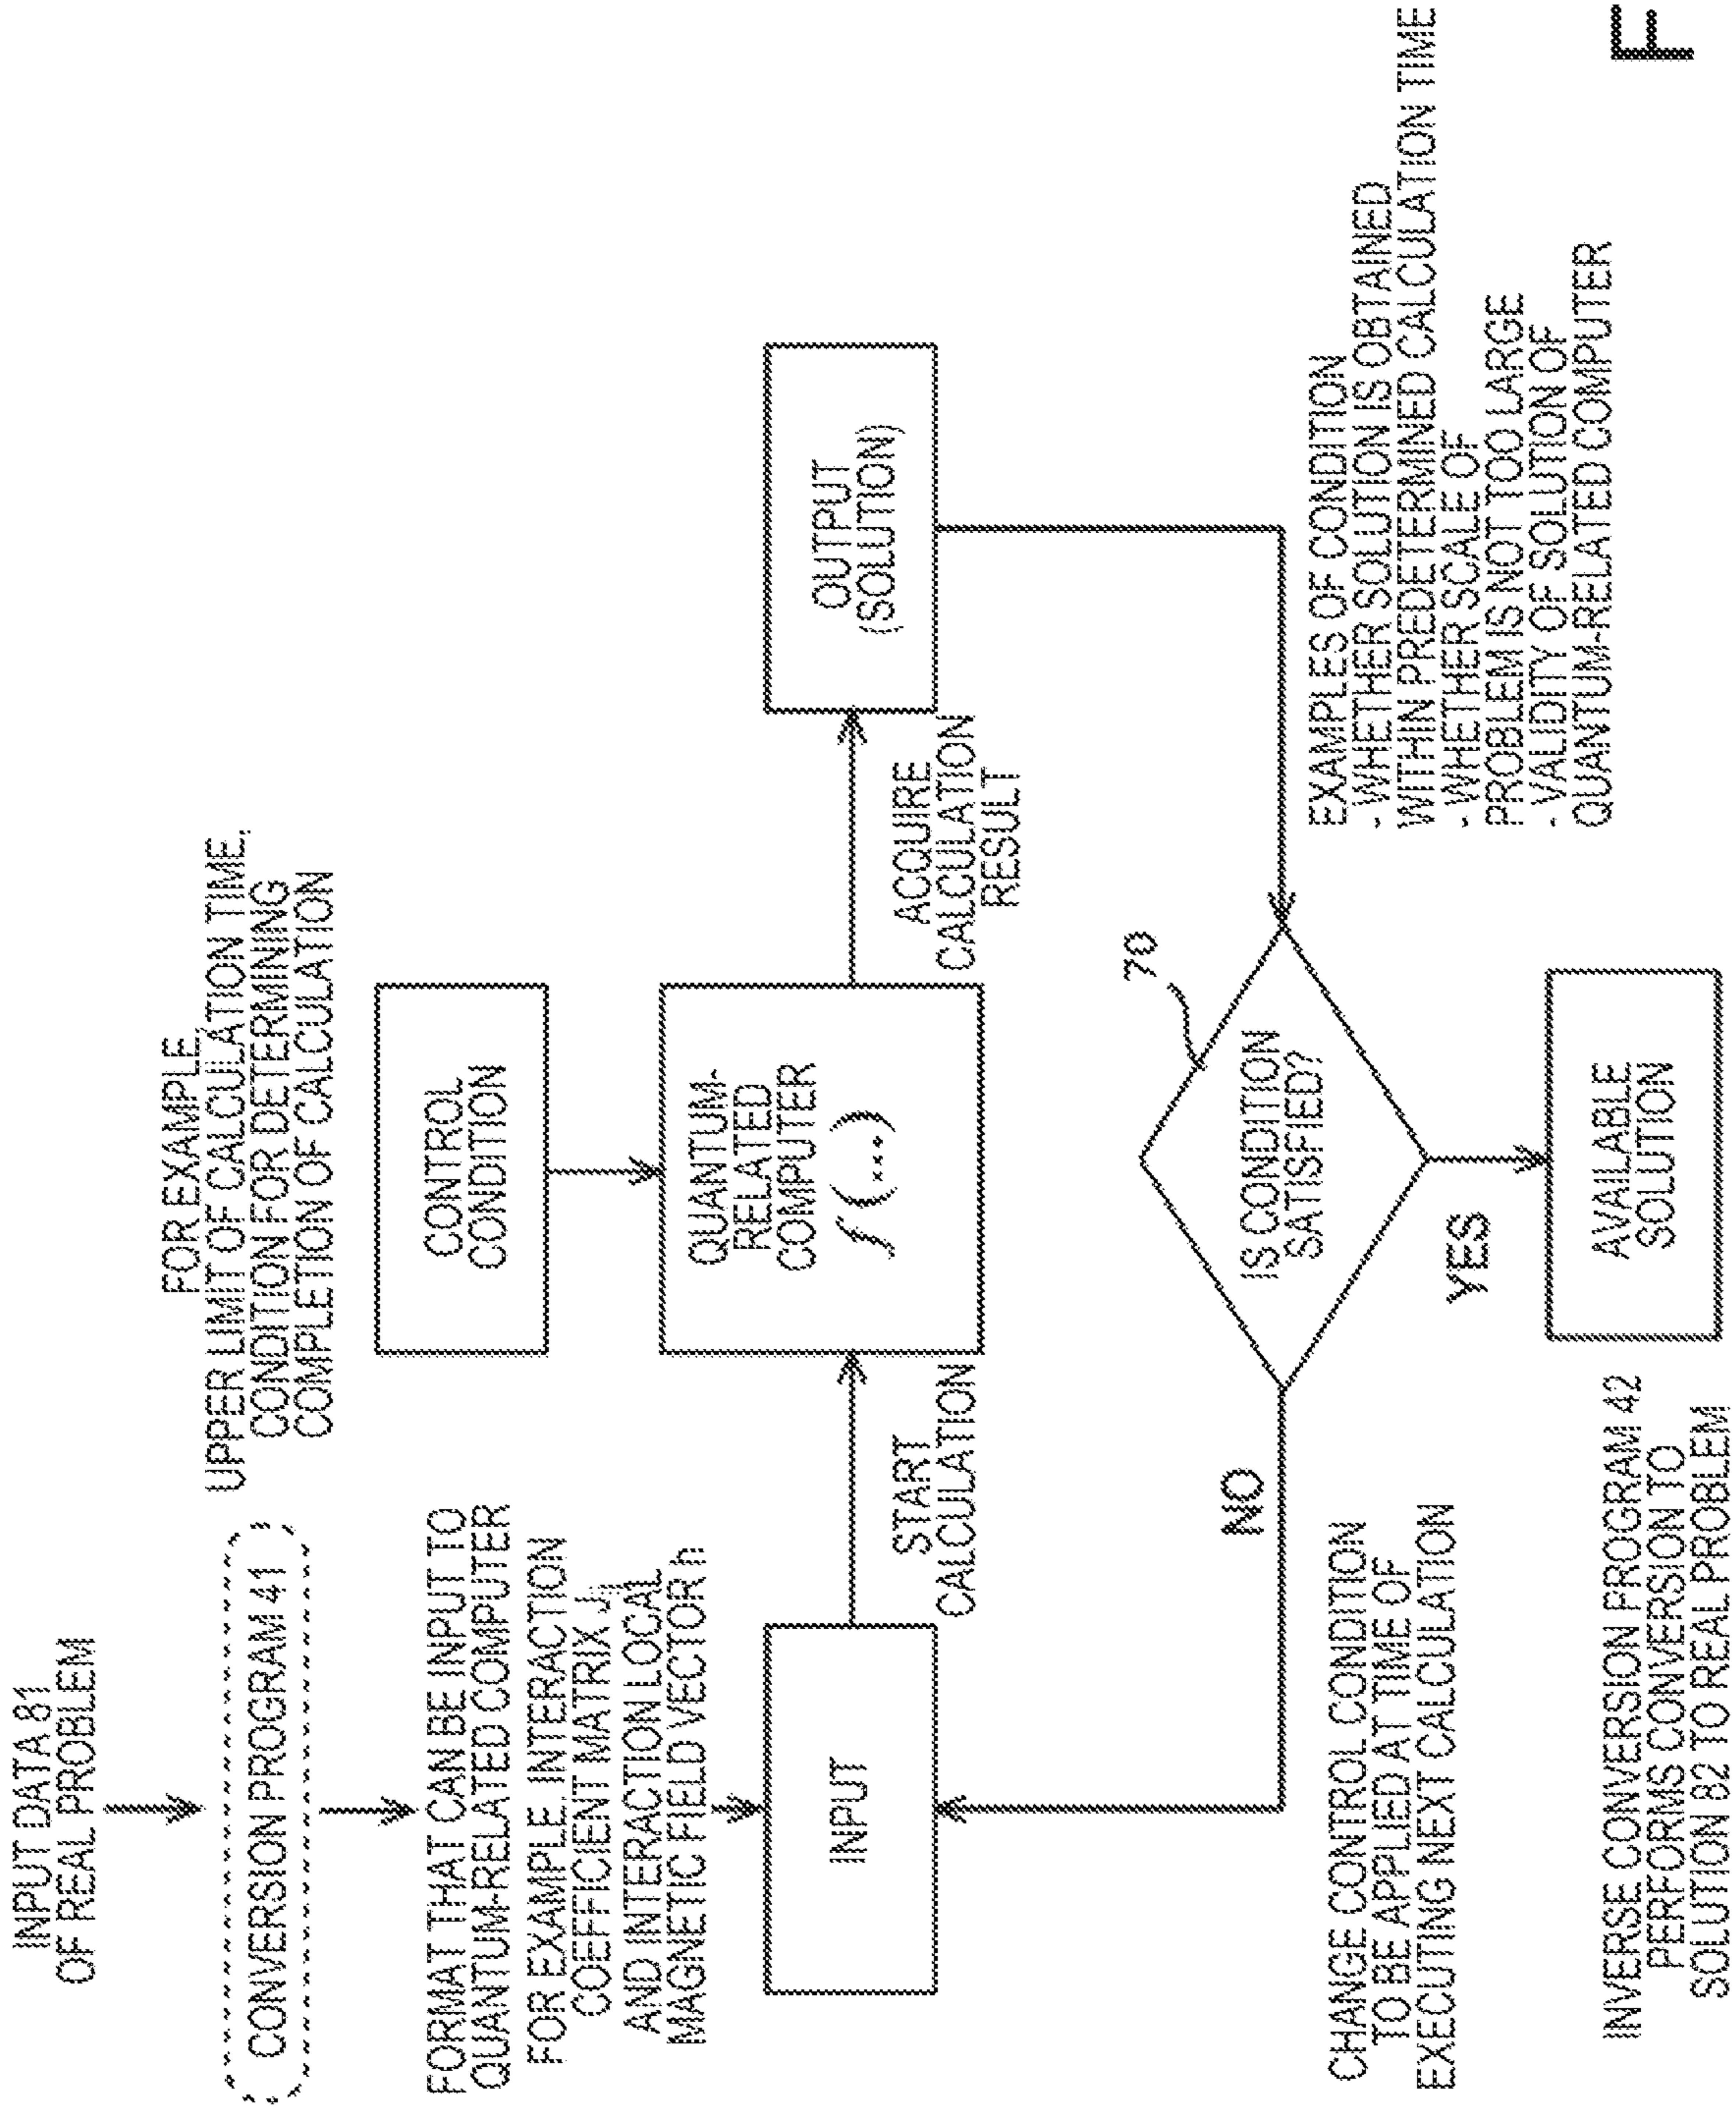 INPUT DATA 81
OF REAL PROBLEM
CONVERSION PROGRAM 41
FORMAT THAT CAN BE INPUT TO
QUANTUM-RELATED COMPUTER
FOR EXAMPLE, INTERACTION
COEFFICIENT MATRIX Jij
AND INTERACTION LOCAL
MAGNETIC FIELD VECTOR h
INPUT
START
CALCULATION
FOR EXAMPLE,
UPPER LIMIT OF CALCULATION TIME,
CONDITION FOR DETERMINING
COMPLETION OF CALCULATION
CONTROL
CONDITION
QUANTUM-
RELATED
COMPUTER
f (...)
ACQUIRE
CALCULATION
RESULT
OUTPUT
(SOLUTION)
70
IS CONDITION
SATISFIED?
NO
YES
CHANGE CONTROL CONDITION
TO BE APPLIED AT TIME OF
EXECUTING NEXT CALCULATION
EXAMPLES OF CONDITION
· WHETHER SOLUTION IS OBTAINED
WITHIN PREDETERMINED CALCULATION TIME
· WHETHER SCALE OF
PROBLEM IS NOT TOO LARGE
· VALIDITY OF SOLUTION OF
QUANTUM-RELATED COMPUTER
AVAILABLE
SOLUTION
INVERSE CONVERSION PROGRAM 42
PERFORMS CONVERSION TO
SOLUTION 82 TO REAL PROBLEM
F